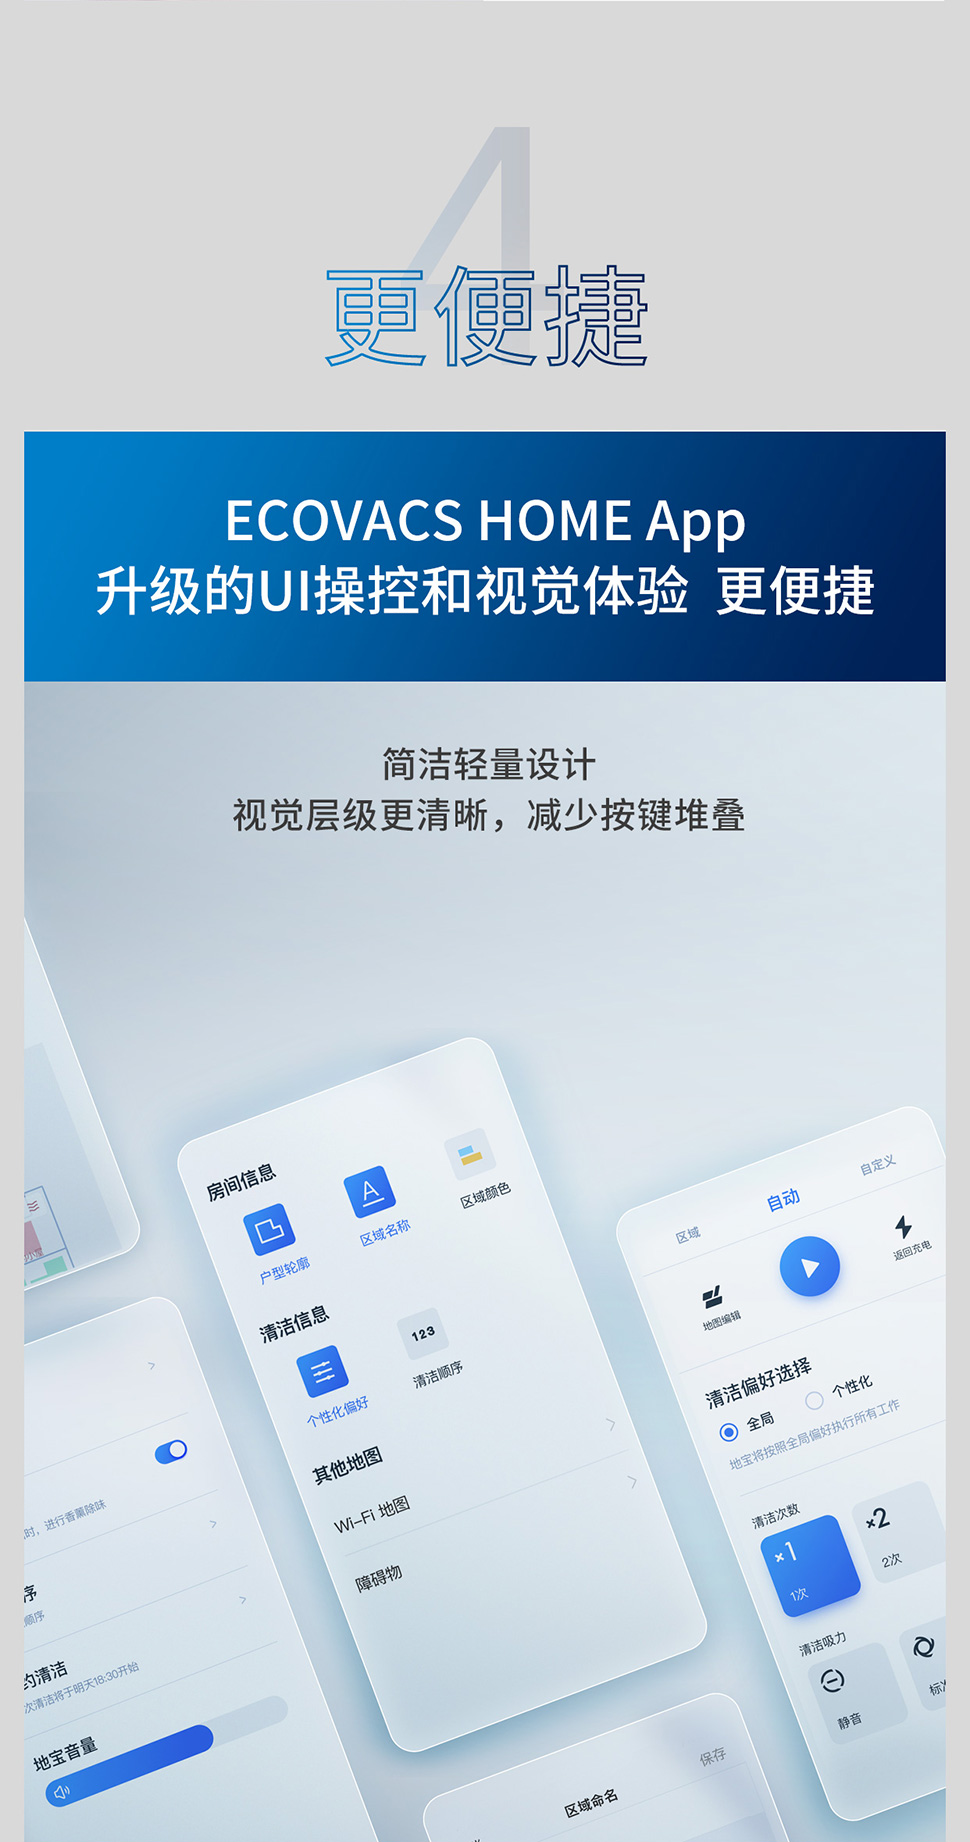 4
更便捷
ECOVACS HOME App
升级的UI操控和视觉体验 更便捷
简洁轻量设计
视觉层级更清晰，减少按键堆叠
房间信息
户型轮廓
区域名称
区域颜色
清洁信息
个性化偏好
123
清洁顺序
其他地图
Wi-Fi 地图
障碍物
区域
自动
自定义
地图编辑
返回充电
清洁偏好选择
全局
个性化
地宝将按照全局偏好执行所有工作
清洁次数
×1
1次
×2
2次
清洁吸力
静音
标准
时，进行香薰除味
序
顺序
约清洁
次清洁将于明天18:30开始
地宝音量
保存
区域命名